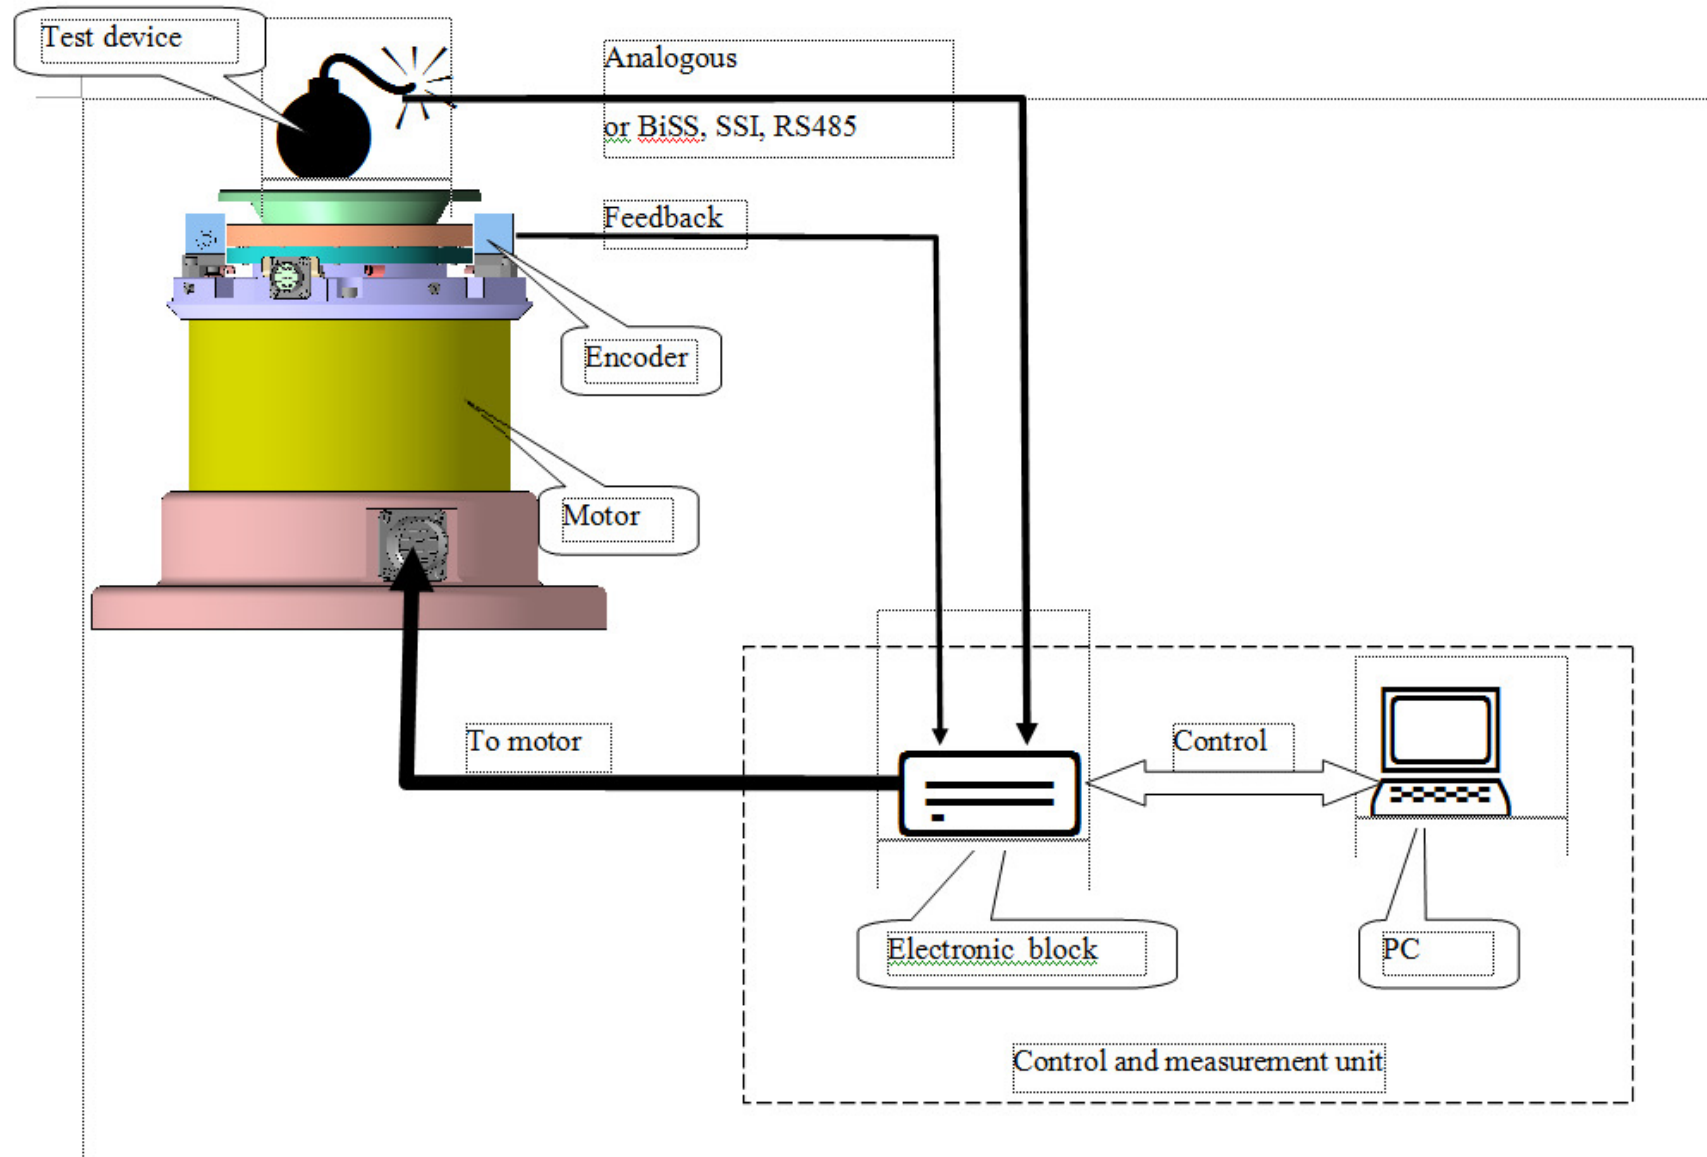 Test device
Analogous
or BiSS, SSI, RS485
Feedback
Encoder
Motor
To motor
Control
Electronic block
PC
Control and measurement unit